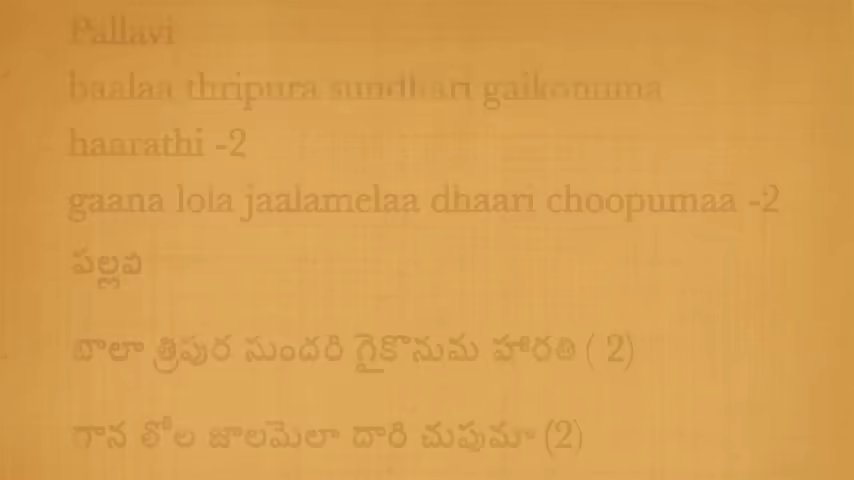 Pallavi
baalaa thripura sundhari gaikonuma
haarathi -2
gaana lola jaalamelaa dhaari choopumaa -2
పల్లవి
బాలా త్రిపుర సుందరి గైకొనుమ హారతి ( 2)
గాన లోల జాలమెలా దారి చుపుమా (2)